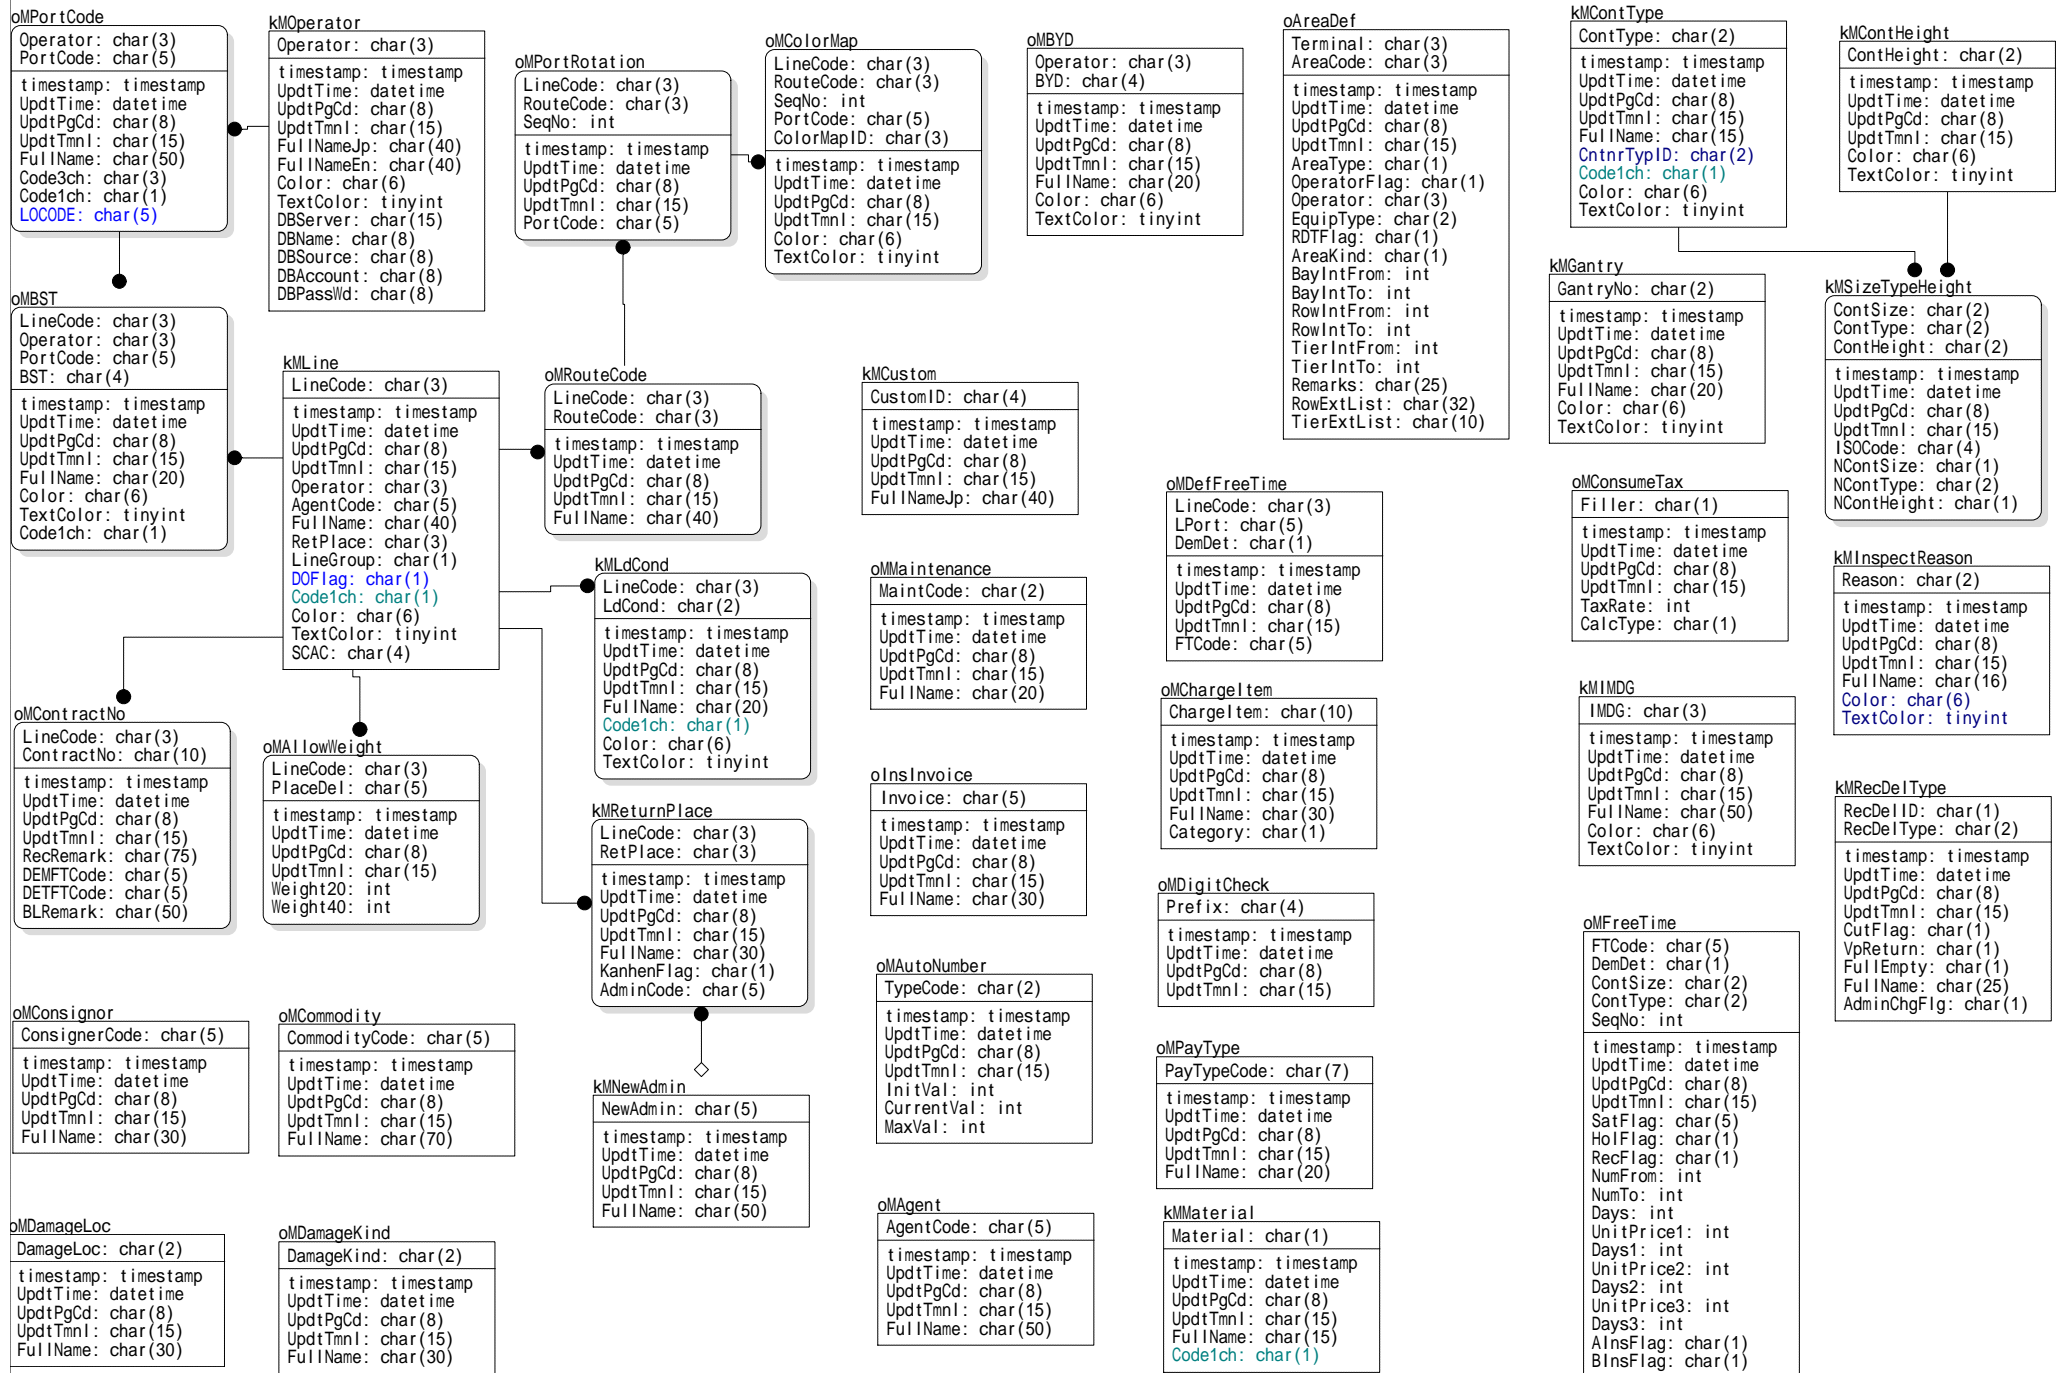 oMPortCode
Operator: char(3)
PortCode: char(5)
timestamp: timestamp
UpdtTime: datetime
UpdtPgCd: char(8)
UpdtTmnI: char(15)
FullName: char(50)
Code3ch: char(3)
Code1ch: char(1)
LOCODE: char(5)
kMOperator
Operator: char(3)
timestamp: timestamp
UpdtTime: datetime
UpdtPgCd: char(8)
UpdtTmnI: char(15)
FullNameJp: char(40)
FullNameEn: char(40)
Color: char(6)
TextColor: tinyint
DBServer: char(15)
DBName: char(8)
DBSource: char(8)
DBAccount: char(8)
DBPassWd: char(8)
oMPortRotation
LineCode: char(3)
RouteCode: char(3)
SeqNo: int
timestamp: timestamp
UpdtTime: datetime
UpdtPgCd: char(8)
UpdtTmnI: char(15)
PortCode: char(5)
oMColorMap
LineCode: char(3)
RouteCode: char(3)
SeqNo: int
PortCode: char(5)
ColorMapID: char(3)
timestamp: timestamp
UpdtTime: datetime
UpdtPgCd: char(8)
UpdtTmnI: char(15)
Color: char(6)
TextColor: tinyint
oMBYD
Operator: char(3)
BYD: char(4)
timestamp: timestamp
UpdtTime: datetime
UpdtPgCd: char(8)
UpdtTmnI: char(15)
FullName: char(20)
Color: char(6)
TextColor: tinyint
oAreaDef
Terminal: char(3)
AreaCode: char(3)
timestamp: timestamp
UpdtTime: datetime
UpdtPgCd: char(8)
UpdtTmnI: char(15)
AreaType: char(1)
OperatorFlag: char(1)
Operator: char(3)
EquipType: char(2)
RDTFlag: char(1)
AreaKind: char(1)
BayIntFrom: int
BayIntTo: int
RowIntFrom: int
RowIntTo: int
TierIntFrom: int
TierIntTo: int
Remarks: char(25)
RowExtList: char(32)
TierExtList: char(10)
kMContType
ContType: char(2)
timestamp: timestamp
UpdtTime: datetime
UpdtPgCd: char(8)
UpdtTmnI: char(15)
FullName: char(15)
CntnrTypID: char(2)
Code1ch: char(1)
Color: char(6)
TextColor: tinyint
kMContHeight
ContHeight: char(2)
timestamp: timestamp
UpdtTime: datetime
UpdtPgCd: char(8)
UpdtTmnI: char(15)
Color: char(6)
TextColor: tinyint
oMBST
LineCode: char(3)
Operator: char(3)
PortCode: char(5)
BST: char(4)
timestamp: timestamp
UpdtTime: datetime
UpdtPgCd: char(8)
UpdtTmnI: char(15)
FullName: char(20)
Color: char(6)
TextColor: tinyint
Code1ch: char(1)
kMLine
LineCode: char(3)
timestamp: timestamp
UpdtTime: datetime
UpdtPgCd: char(8)
UpdtTmnI: char(15)
Operator: char(3)
AgentCode: char(5)
FullName: char(40)
RetPlace: char(3)
LineGroup: char(1)
DOFlag: char(1)
Code1ch: char(1)
Color: char(6)
TextColor: tinyint
SCAC: char(4)
oMRouteCode
LineCode: char(3)
RouteCode: char(3)
timestamp: timestamp
UpdtTime: datetime
UpdtPgCd: char(8)
UpdtTmnI: char(15)
FullName: char(40)
kMCustom
CustomID: char(4)
timestamp: timestamp
UpdtTime: datetime
UpdtPgCd: char(8)
UpdtTmnI: char(15)
FullNameJp: char(40)
kMGantry
GantryNo: char(2)
timestamp: timestamp
UpdtTime: datetime
UpdtPgCd: char(8)
UpdtTmnI: char(15)
FullName: char(20)
Color: char(6)
TextColor: tinyint
kMSizeTypeHeight
ContSize: char(2)
ContType: char(2)
ContHeight: char(2)
timestamp: timestamp
UpdtTime: datetime
UpdtPgCd: char(8)
UpdtTmnI: char(15)
ISOCode: char(4)
NContSize: char(1)
NContType: char(2)
NContHeight: char(1)
kMLdCond
LineCode: char(3)
LdCond: char(2)
timestamp: timestamp
UpdtTime: datetime
UpdtPgCd: char(8)
UpdtTmnI: char(15)
FullName: char(20)
Code1ch: char(1)
Color: char(6)
TextColor: tinyint
oMMaintenance
MaintCode: char(2)
timestamp: timestamp
UpdtTime: datetime
UpdtPgCd: char(8)
UpdtTmnI: char(15)
FullName: char(20)
oMDefFreeTime
LineCode: char(3)
LPort: char(5)
DemDet: char(1)
timestamp: timestamp
UpdtTime: datetime
UpdtPgCd: char(8)
UpdtTmnI: char(15)
FTCode: char(5)
oMConsumeTax
Filler: char(1)
timestamp: timestamp
UpdtTime: datetime
UpdtPgCd: char(8)
UpdtTmnI: char(15)
TaxRate: int
CalcType: char(1)
kMInspectReason
Reason: char(2)
timestamp: timestamp
UpdtTime: datetime
UpdtPgCd: char(8)
UpdtTmnI: char(15)
FullName: char(16)
Color: char(6)
TextColor: tinyint
oMContractNo
LineCode: char(3)
ContractNo: char(10)
timestamp: timestamp
UpdtTime: datetime
UpdtPgCd: char(8)
UpdtTmnI: char(15)
RecRemark: char(75)
DEMFTCode: char(5)
DETFTCode: char(5)
BLRemark: char(50)
oMAllowWeight
LineCode: char(3)
PlaceDel: char(5)
timestamp: timestamp
UpdtTime: datetime
UpdtPgCd: char(8)
UpdtTmnI: char(15)
Weight20: int
Weight40: int
kMReturnPlace
LineCode: char(3)
RetPlace: char(3)
timestamp: timestamp
UpdtTime: datetime
UpdtPgCd: char(8)
UpdtTmnI: char(15)
FullName: char(30)
KanhenFlag: char(1)
AdminCode: char(5)
oInsInvoice
Invoice: char(5)
timestamp: timestamp
UpdtTime: datetime
UpdtPgCd: char(8)
UpdtTmnI: char(15)
FullName: char(30)
oMChargeItem
ChargeItem: char(10)
timestamp: timestamp
UpdtTime: datetime
UpdtPgCd: char(8)
UpdtTmnI: char(15)
FullName: char(30)
Category: char(1)
kMIMDG
IMDG: char(3)
timestamp: timestamp
UpdtTime: datetime
UpdtPgCd: char(8)
UpdtTmnI: char(15)
FullName: char(50)
Color: char(6)
TextColor: tinyint
kMRecDelType
RecDelID: char(1)
RecDelType: char(2)
timestamp: timestamp
UpdtTime: datetime
UpdtPgCd: char(8)
UpdtTmnI: char(15)
CutFlag: char(1)
VpReturn: char(1)
FullEmpty: char(1)
FullName: char(25)
AdminChgFlg: char(1)
oMDigitCheck
Prefix: char(4)
timestamp: timestamp
UpdtTime: datetime
UpdtPgCd: char(8)
UpdtTmnI: char(15)
oMFreeTime
FTCode: char(5)
DemDet: char(1)
ContSize: char(2)
ContType: char(2)
SeqNo: int
timestamp: timestamp
UpdtTime: datetime
UpdtPgCd: char(8)
UpdtTmnI: char(15)
SatFlag: char(5)
HolFlag: char(1)
RecFlag: char(1)
NumFrom: int
NumTo: int
Days: int
UnitPrice1: int
Days1: int
UnitPrice2: int
Days2: int
UnitPrice3: int
Days3: int
AInsFlag: char(1)
BInsFlag: char(1)
oMConsignor
ConsignerCode: char(5)
timestamp: timestamp
UpdtTime: datetime
UpdtPgCd: char(8)
UpdtTmnI: char(15)
FullName: char(30)
oMCommodity
CommodityCode: char(5)
timestamp: timestamp
UpdtTime: datetime
UpdtPgCd: char(8)
UpdtTmnI: char(15)
FullName: char(70)
kMNewAdmin
NewAdmin: char(5)
timestamp: timestamp
UpdtTime: datetime
UpdtPgCd: char(8)
UpdtTmnI: char(15)
FullName: char(50)
oMAutoNumber
TypeCode: char(2)
timestamp: timestamp
UpdtTime: datetime
UpdtPgCd: char(8)
UpdtTmnI: char(15)
InitVal: int
CurrentVal: int
MaxVal: int
oMPayType
PayTypeCode: char(7)
timestamp: timestamp
UpdtTime: datetime
UpdtPgCd: char(8)
UpdtTmnI: char(15)
FullName: char(20)
oMDamageLoc
DamageLoc: char(2)
timestamp: timestamp
UpdtTime: datetime
UpdtPgCd: char(8)
UpdtTmnI: char(15)
FullName: char(30)
oMDamageKind
DamageKind: char(2)
timestamp: timestamp
UpdtTime: datetime
UpdtPgCd: char(8)
UpdtTmnI: char(15)
FullName: char(30)
oMAgent
AgentCode: char(5)
timestamp: timestamp
UpdtTime: datetime
UpdtPgCd: char(8)
UpdtTmnI: char(15)
FullName: char(50)
kMMaterial
Material: char(1)
timestamp: timestamp
UpdtTime: datetime
UpdtPgCd: char(8)
UpdtTmnI: char(15)
FullName: char(15)
Code1ch: char(1)